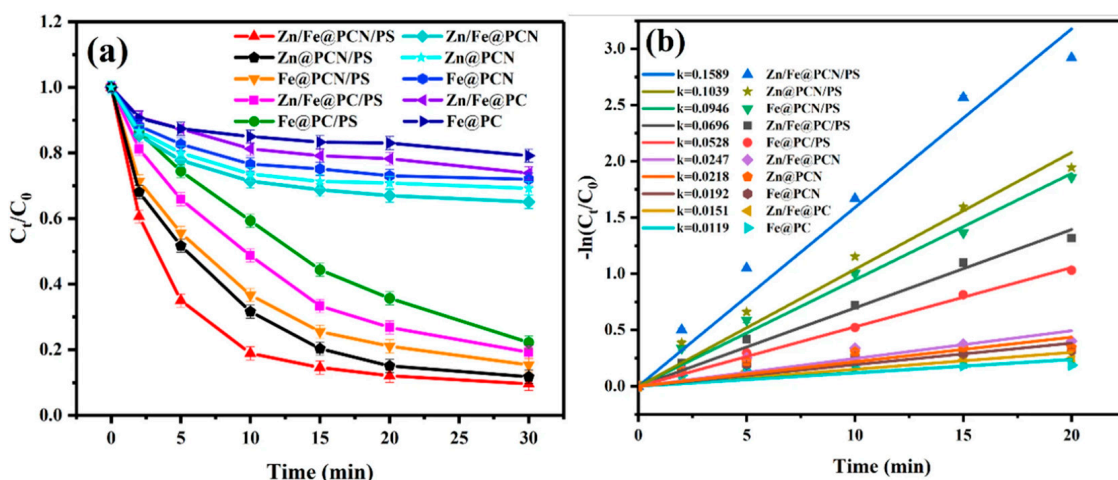 (a)
Zn/Fe@PCN/PS Zn/Fe@PCN
Zn@PCN/PS Zn@PCN
Fe@PCN/PS Fe@PCN
Zn/Fe@PC/PS Zn/Fe@PC
Fe@PC/PS Fe@PC
1.2
1.0
0.8
0.6
0.4
0.2
0.0
Ct/C0
0 5 10 15 20 25 30
Time (min)
(b)
k=0.1589 Zn/Fe@PCN/PS
k=0.1039 Zn@PCN/PS
k=0.0946 Fe@PCN/PS
k=0.0696 Zn/Fe@PC/PS
k=0.0528 Fe@PC/PS
k=0.0247 Zn/Fe@PCN
k=0.0218 Zn@PCN
k=0.0192 Fe@PCN
k=0.0151 Zn/Fe@PC
k=0.0119 Fe@PC
3.0
2.5
2.0
1.5
1.0
0.5
0.0
-ln(Ct/C0)
0 5 10 15 20
Time (min)